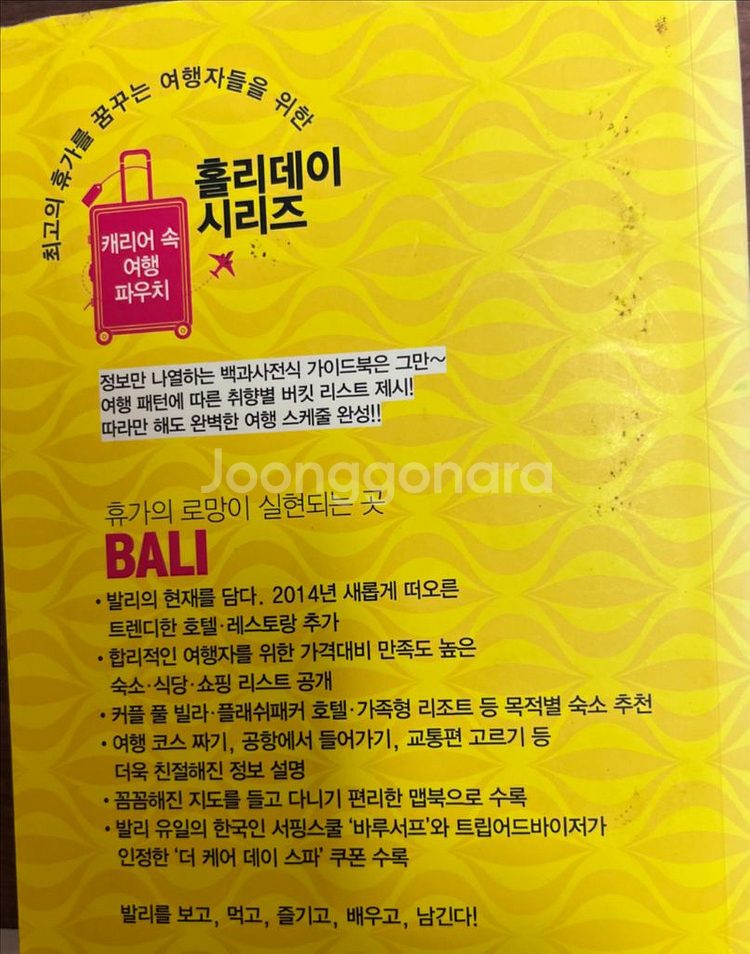 최고의 휴가를 꿈꾸는 여행자들을 위한
홀리데이
시리즈
캐리어 속
여행
파우치
정보만 나열하는 백과사전식 가이드북은 그만~
여행 패턴에 따른 취향별 버킷 리스트 제시!
따라만 해도 완벽한 여행 스케줄 완성!!
Joonggonara
휴가의 로망이 실현되는 곳
BALI
• 발리의 현재를 담다. 2014년 새롭게 떠오른
트렌디한 호텔·레스토랑 추가
• 합리적인 여행자를 위한 가격대비 만족도 높은
숙소·식당·쇼핑 리스트 공개
• 커플 풀 빌라·플래쉬패커 호텔·가족형 리조트 등 목적별 숙소 추천
• 여행 코스 짜기, 공항에서 들어가기, 교통편 고르기 등
더욱 친절해진 정보 설명
• 꼼꼼해진 지도를 들고 다니기 편리한 맵북으로 수록
• 발리 유일의 한국인 서핑스쿨 ‘바루서프’와 트립어드바이저가
인정한 ‘더 케어 데이 스파’ 쿠폰 수록
발리를 보고, 먹고, 즐기고, 배우고, 남긴다!